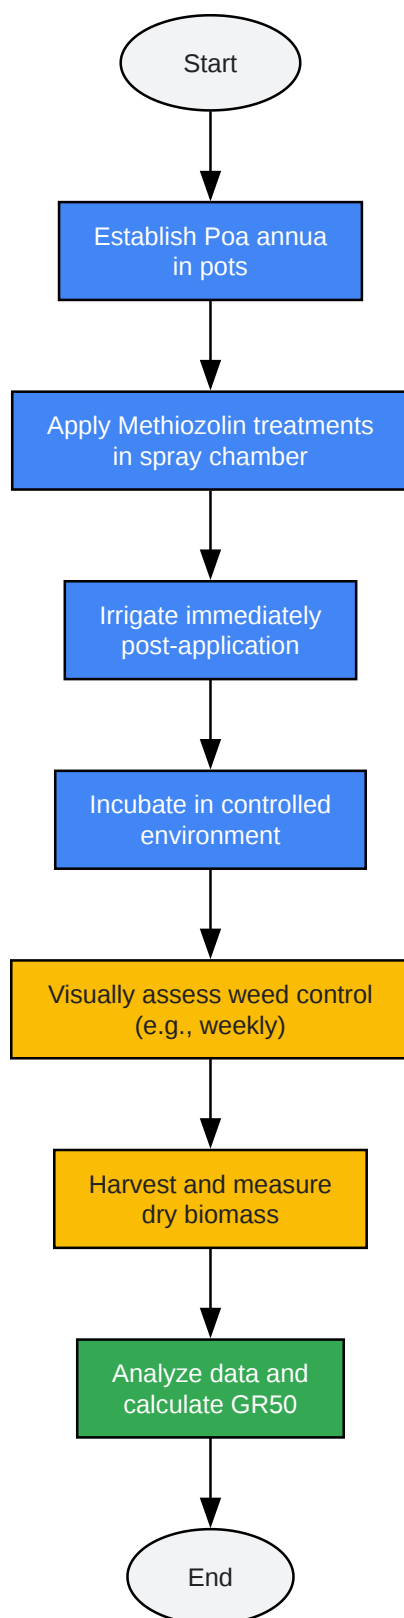 Start
Establish Poa annua
in pots
Apply Methiozolin treatments
in spray chamber
Irrigate immediately
post-application
Incubate in controlled
environment
Visually assess weed control
(e.g., weekly)
Harvest and measure
dry biomass
Analyze data and
calculate GR50
End